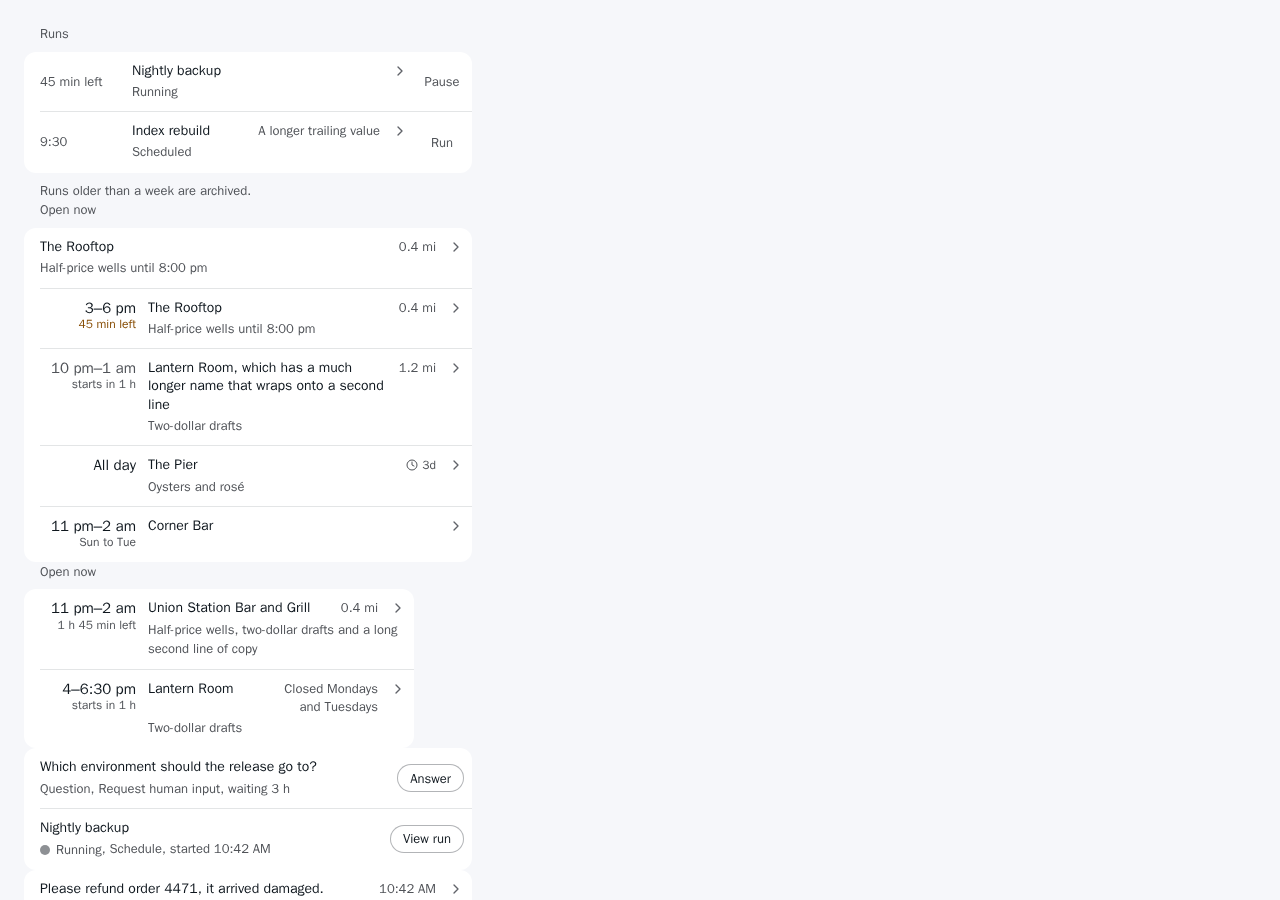 Runs
45 min left
Nightly backup
Running
Pause
9:30
Index rebuild
A longer trailing value
Scheduled
Run
Runs older than a week are archived.
Open now
The Rooftop
0.4 mi
Half-price wells until 8:00 pm
3–6 pm
45 min left
The Rooftop
0.4 mi
Half-price wells until 8:00 pm
10 pm–1 am
starts in 1 h
Lantern Room, which has a much
longer name that wraps onto a second
line
1.2 mi
Two-dollar drafts
All day
The Pier
3d
Oysters and rosé
11 pm–2 am
Sun to Tue
Corner Bar
Open now
11 pm–2 am
1 h 45 min left
Union Station Bar and Grill
0.4 mi
Half-price wells, two-dollar drafts and a long
second line of copy
4–6:30 pm
starts in 1 h
Lantern Room
Closed Mondays
and Tuesdays
Two-dollar drafts
Which environment should the release go to?
Question, Request human input, waiting 3 h
Answer
Nightly backup
Running, Schedule, started 10:42 AM
View run
Please refund order 4471, it arrived damaged.
10:42 AM